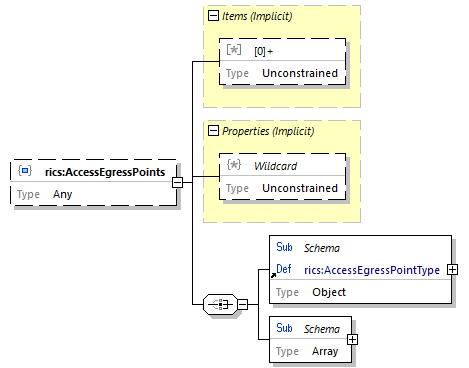 Items (Implicit)
[0]+
Type Unconstrained
Properties (Implicit)
Wildcard
Type Unconstrained
rics:AccessEgressPoints
Type Any
Sub Schema
Def rics:AccessEgressPointType
Type Object
Sub Schema
Type Array